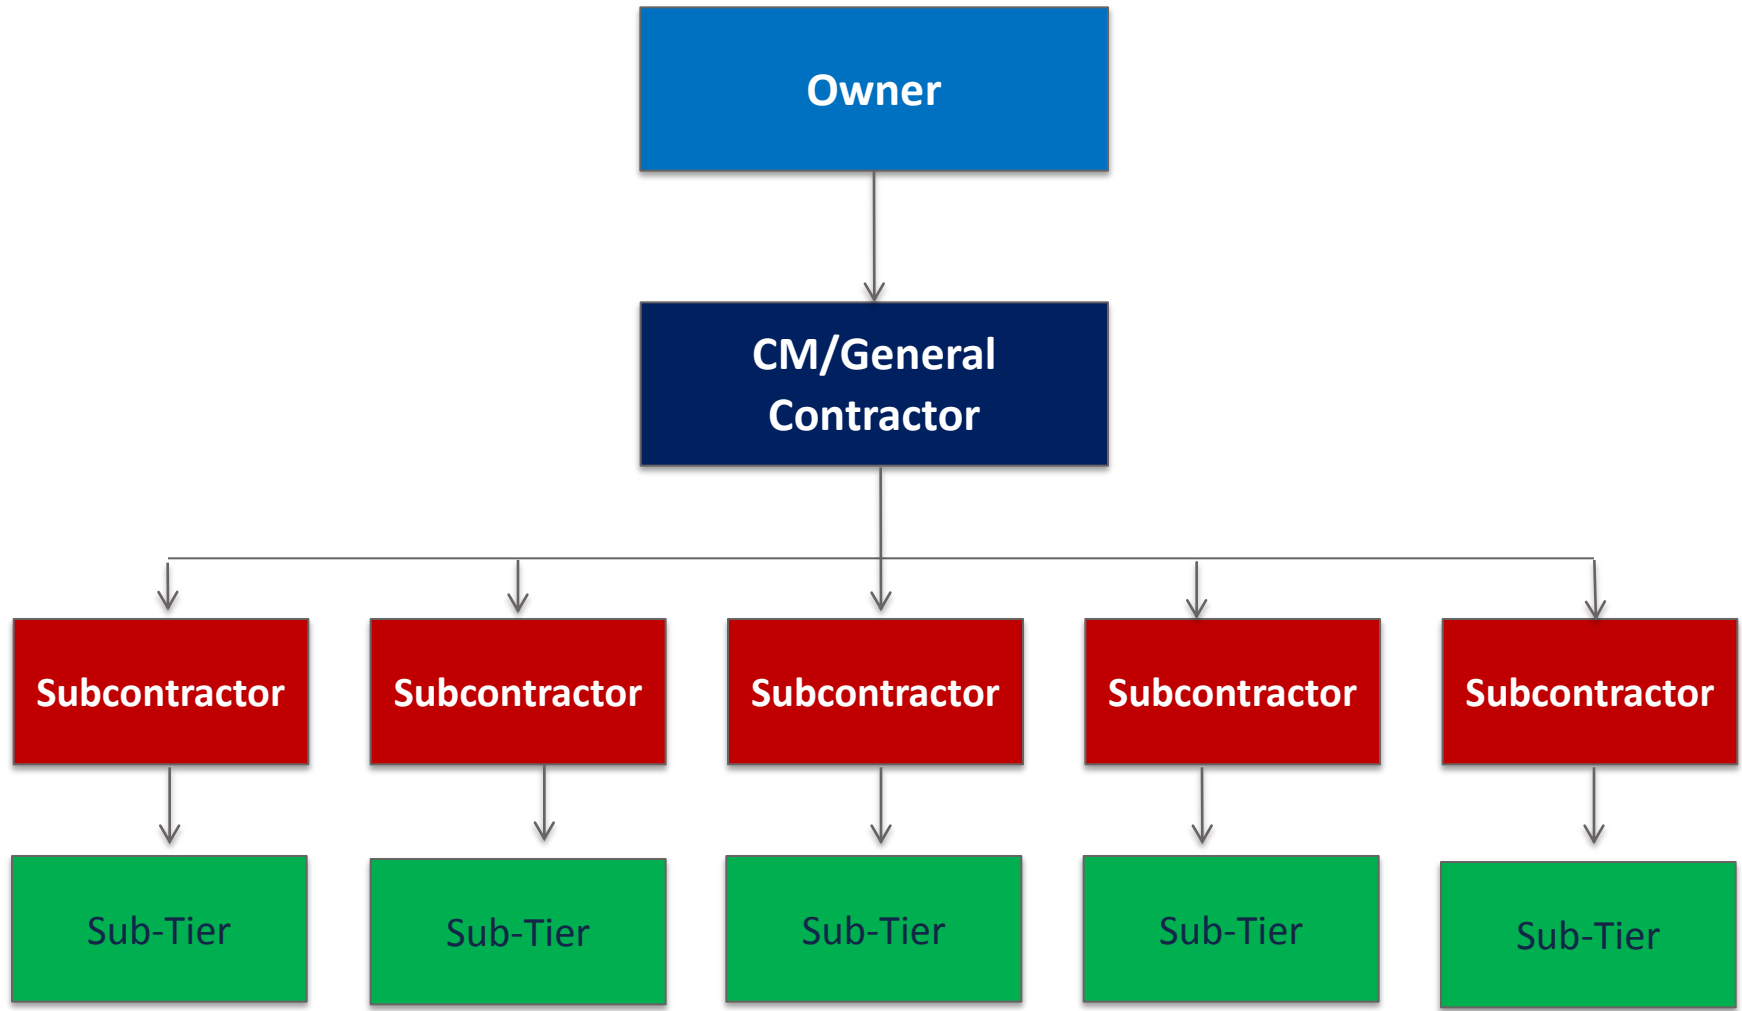 Owner
CM/General
Contractor
Subcontractor
Subcontractor
Subcontractor
Subcontractor
Subcontractor
Sub-Tier
Sub-Tier
Sub-Tier
Sub-Tier
Sub-Tier